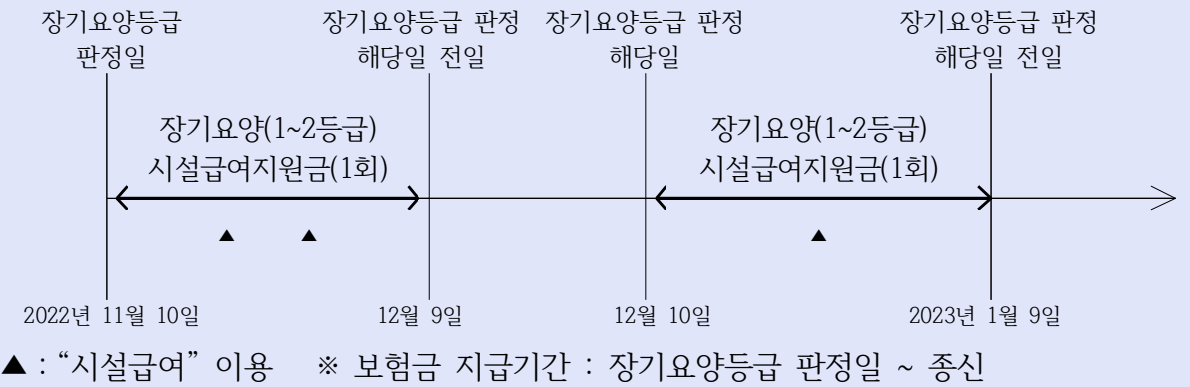 장기요양등급
판정일
장기요양등급 판정
해당일 전일
장기요양등급 판정
해당일
장기요양등급 판정
해당일 전일
장기요양(1~2등급)
시설급여지원금(1회)
장기요양(1~2등급)
시설급여지원금(1회)
▲ ▲ ▲
2022년 11월 10일
12월 9일
12월 10일
2023년 1월 9일
▲ : “시설급여” 이용 ※ 보험금 지급기간 : 장기요양등급 판정일 ~ 종신